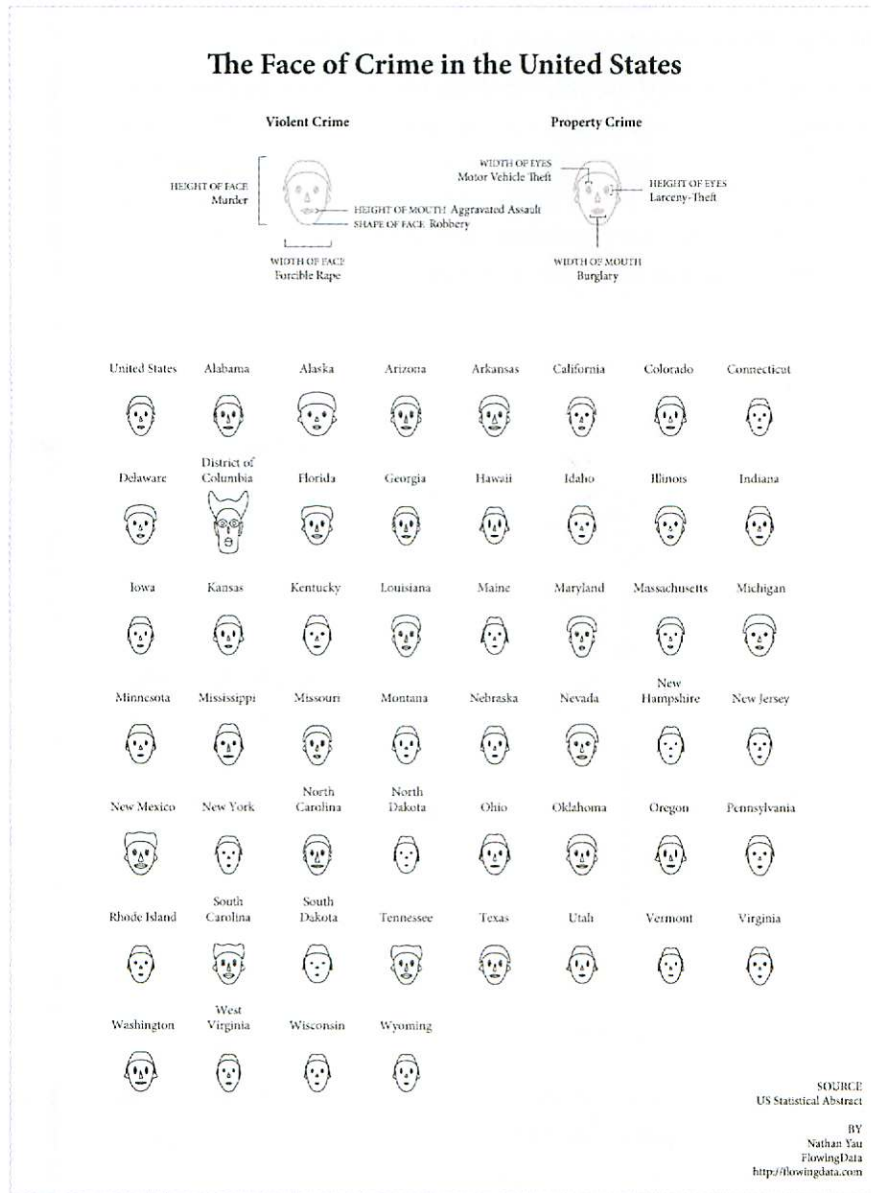 The Face of Crime in the United States
Violent Crime
Property Crime
HEIGHT OF FACE
Murder
HEIGHT OF MOUTH Aggravated Assault
SHAPE OF FACE Robbery
WIDTH OF FACE
Forcible Rape
WIDTH OF EYES
Motor Vehicle Theft
HEIGHT OF EYES
Larceny-Theft
WIDTH OF MOUTH
Burglary
United States
Alabama
Alaska
Arizona
Arkansas
California
Colorado
Connecticut
Delaware
District of
Columbia
Florida
Georgia
Hawaii
Idaho
Illinois
Indiana
Iowa
Kansas
Kentucky
Louisiana
Maine
Maryland
Massachusetts
Michigan
Minnesota
Mississippi
Missouri
Montana
Nebraska
Nevada
New
Hampshire
New Jersey
New Mexico
New York
North
Carolina
North
Dakota
Ohio
Oklahoma
Oregon
Pennsylvania
Rhode Island
South
Carolina
South
Dakota
Tennessee
Texas
Utah
Vermont
Virginia
Washington
West
Virginia
Wisconsin
Wyoming
SOURCE
US Statistical Abstract
BY
Nathan Yau
FlowingData
http://flowingdata.com